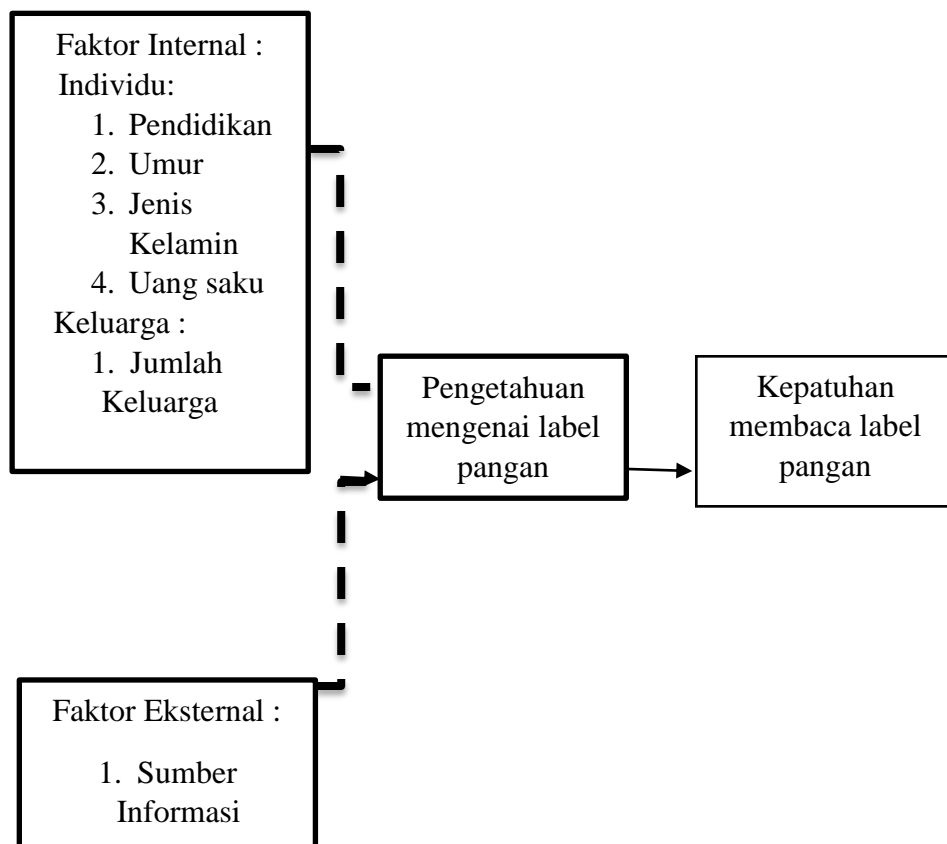 Faktor Internal :
Individu:
1. Pendidikan
2. Umur
3. Jenis
Kelamin
4. Uang saku
Keluarga :
1. Jumlah
Keluarga
Pengetahuan
mengenai label
pangan
Kepatuhan
membaca label
pangan
Faktor Eksternal :
1. Sumber
Informasi